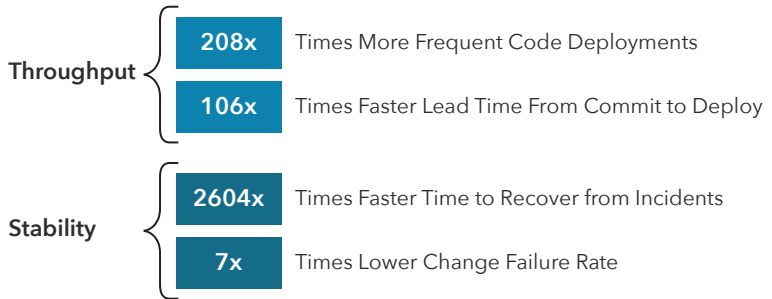 Throughput
208x Times More Frequent Code Deployments
106x Times Faster Lead Time From Commit to Deploy
Stability
2604x Times Faster Time to Recover from Incidents
7x Times Lower Change Failure Rate